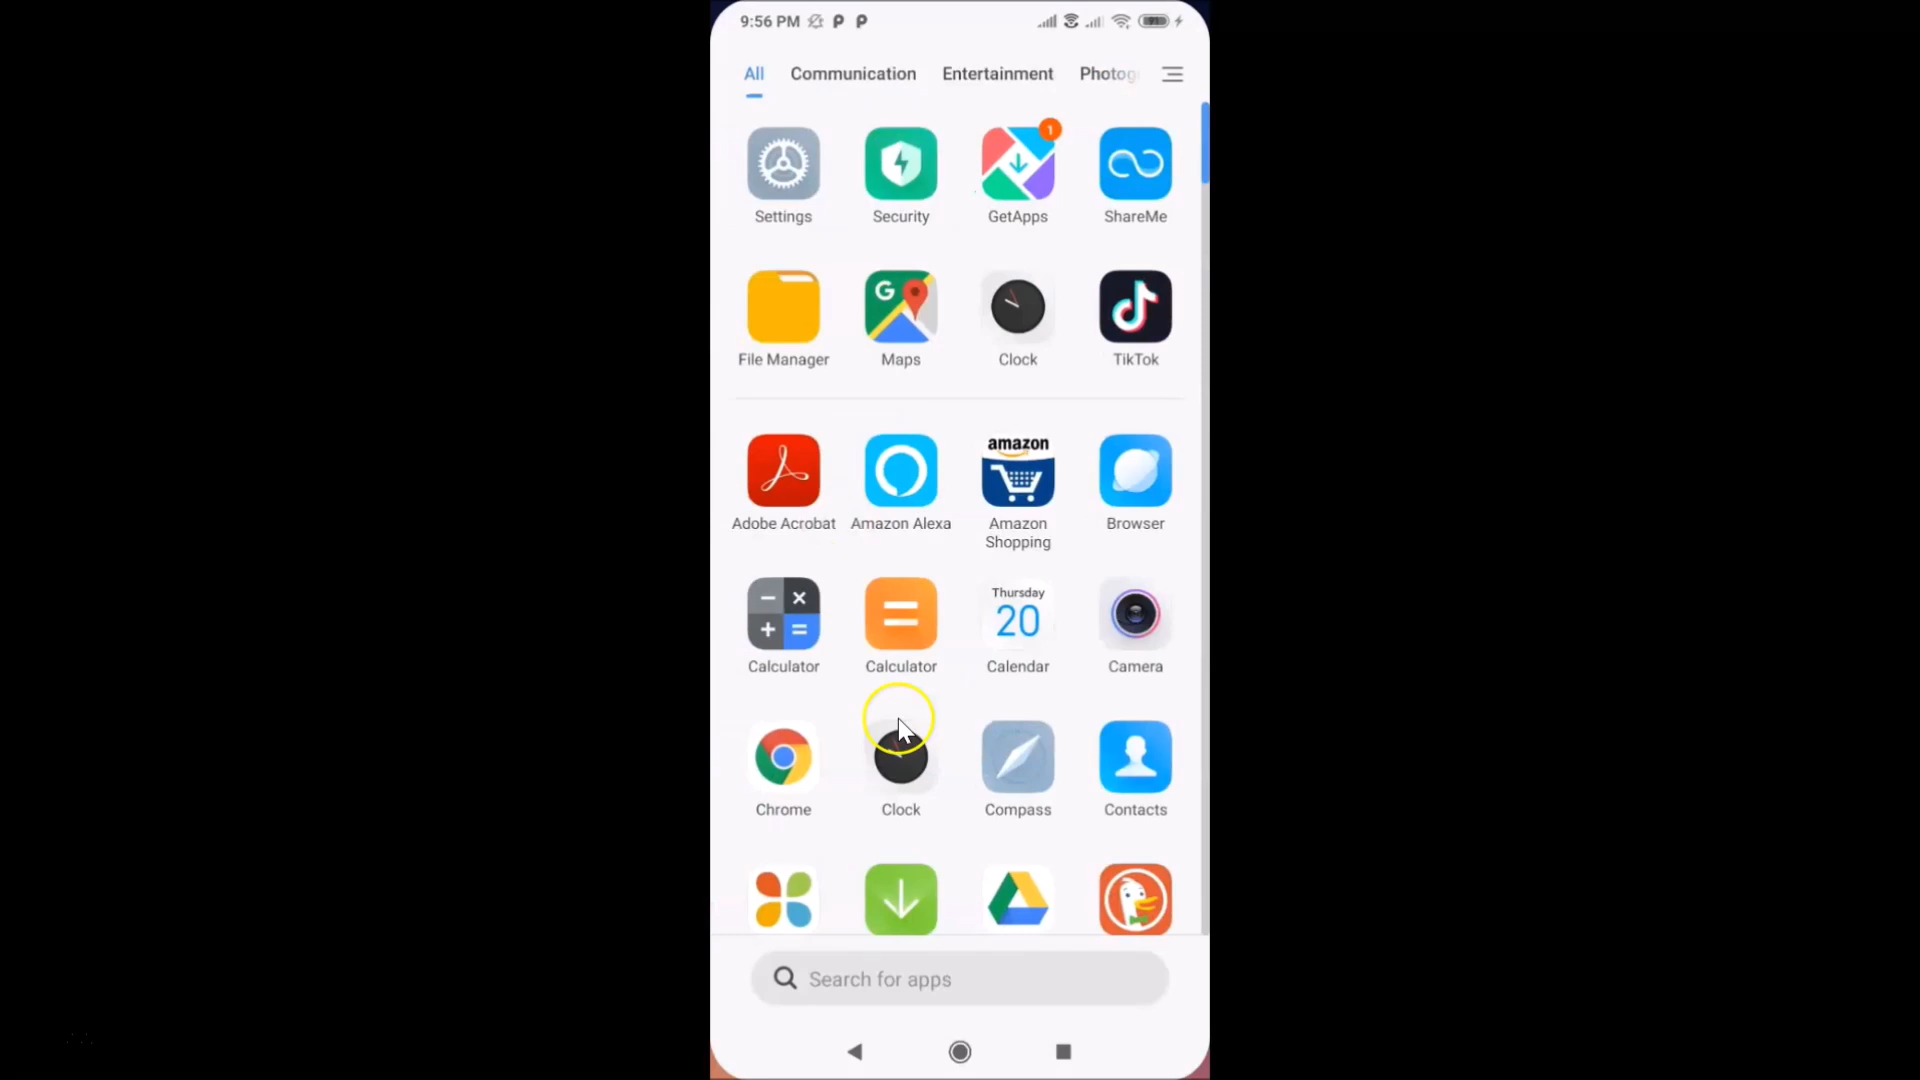 9:56 PM
All Communication Entertainment Photog
1
Settings Security GetApps ShareMe
G
File Manager Maps Clock TikTok
amazon
Adobe Acrobat Amazon Alexa Amazon Shopping Browser
Thursday
20
Calculator Calculator Calendar Camera
Chrome Clock Compass Contacts
Search for apps